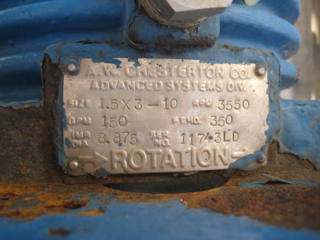 A.W. CHESTERTON CO.
ADVANCED SYSTEMS DIV.
SIZE 1.5X3-10 RPM 3550
GPM 150 FT.HD. 350
IMP. DIA 8.875 SER. NO. 11743LD
ROTATION